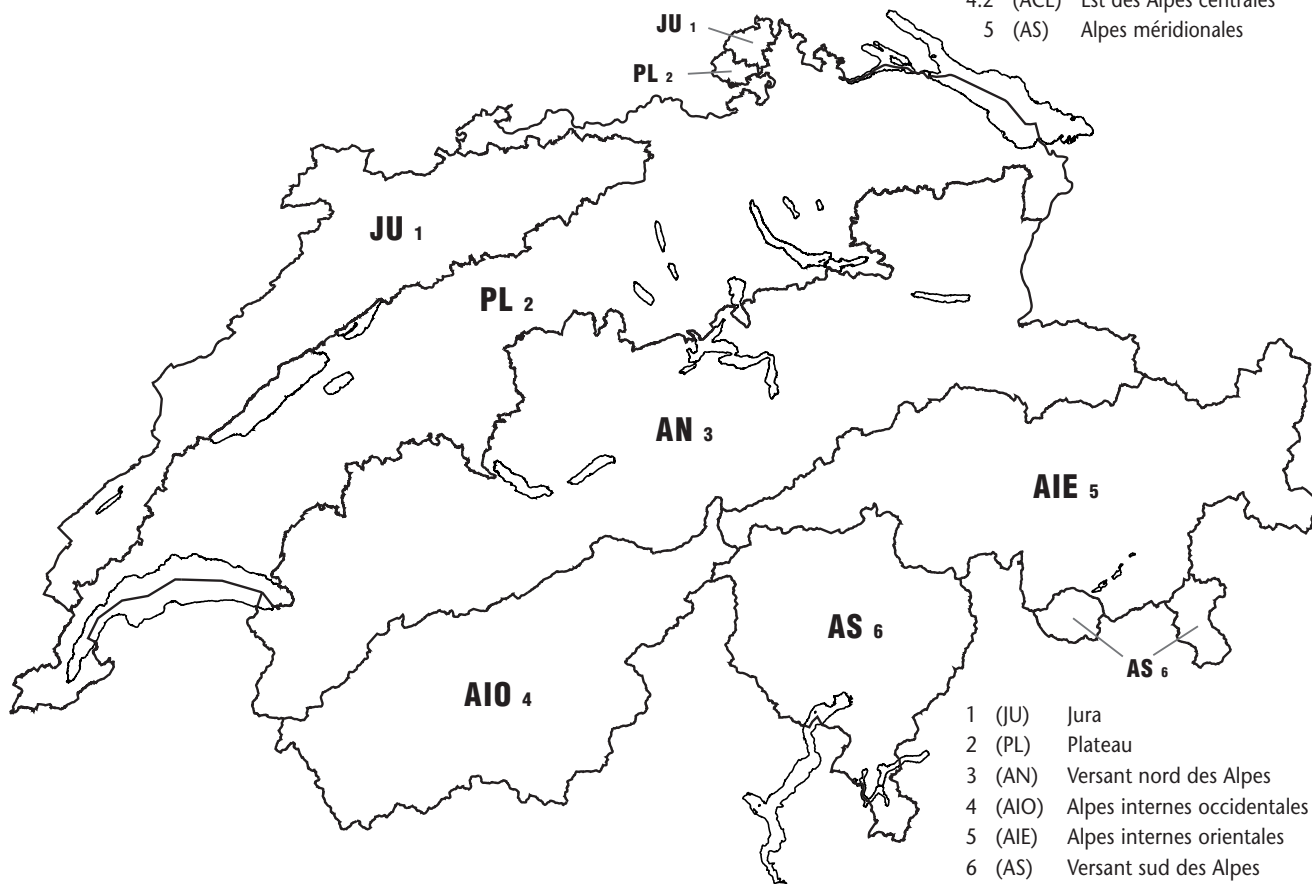 4.2 (ACE) Est des Alpes centrales
5 (AS) Alpes méridionales
JU 1
PL 2
JU 1
PL 2
AN 3
AIE 5
AS 6
AS 6
AIO 4
1 (JU) Jura
2 (PL) Plateau
3 (AN) Versant nord des Alpes
4 (AIO) Alpes internes occidentales
5 (AIE) Alpes internes orientales
6 (AS) Versant sud des Alpes